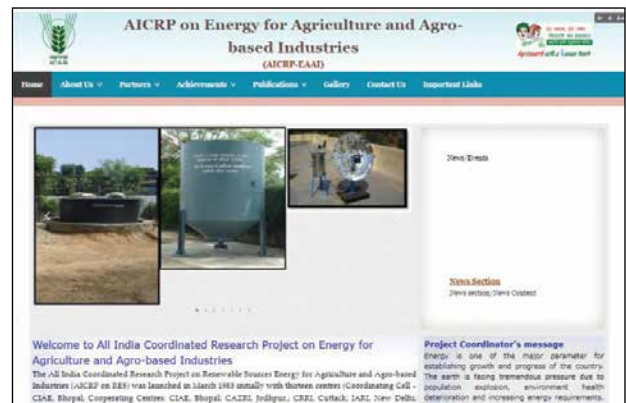 AICRP on Energy for Agriculture and Agro-
based Industries
(AICRP-EAAI)
Home About Us Partners Achievements Publications Gallery Contact Us Important Links
News/Events
News Section
News section/News Content
Welcome to All India Coordinated Research Project on Energy for
Agriculture and Agro-based Industries
The All India Coordinated Research Project on Renewable Sources Energy for Agriculture and Agro-based
Industries (AICRP on RES) was launched in March 1983 initially with thirteen centres (Coordinating Cell -
CIAE, Bhopal, Cooperating Centres: CIAE, Bhopal; CAZRI, Jodhpur; CRRI, Cuttack; IARI, New Delhi;
Project Coordinator's message
Energy is one of the major parameter for
establishing growth and progress of the country.
The earth is facing tremendous pressure due to
population explosion, environment health
deterioration and increasing energy requirements.